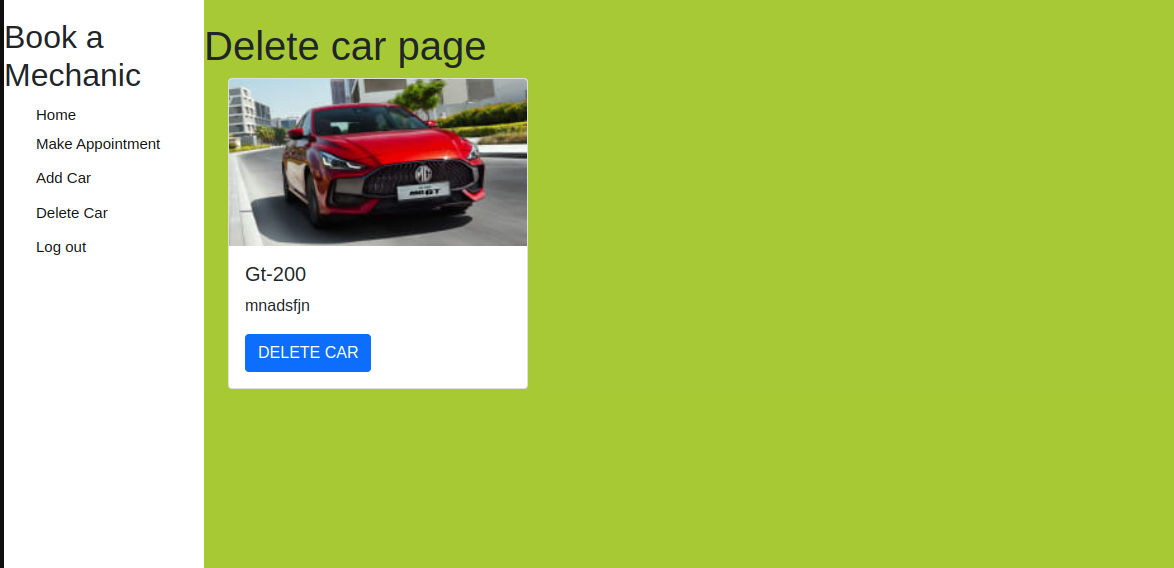 Book a
Mechanic
Home
Make Appointment
Add Car
Delete Car
Log out
Delete car page
MG
Gt-200
mnadsfjn
DELETE CAR